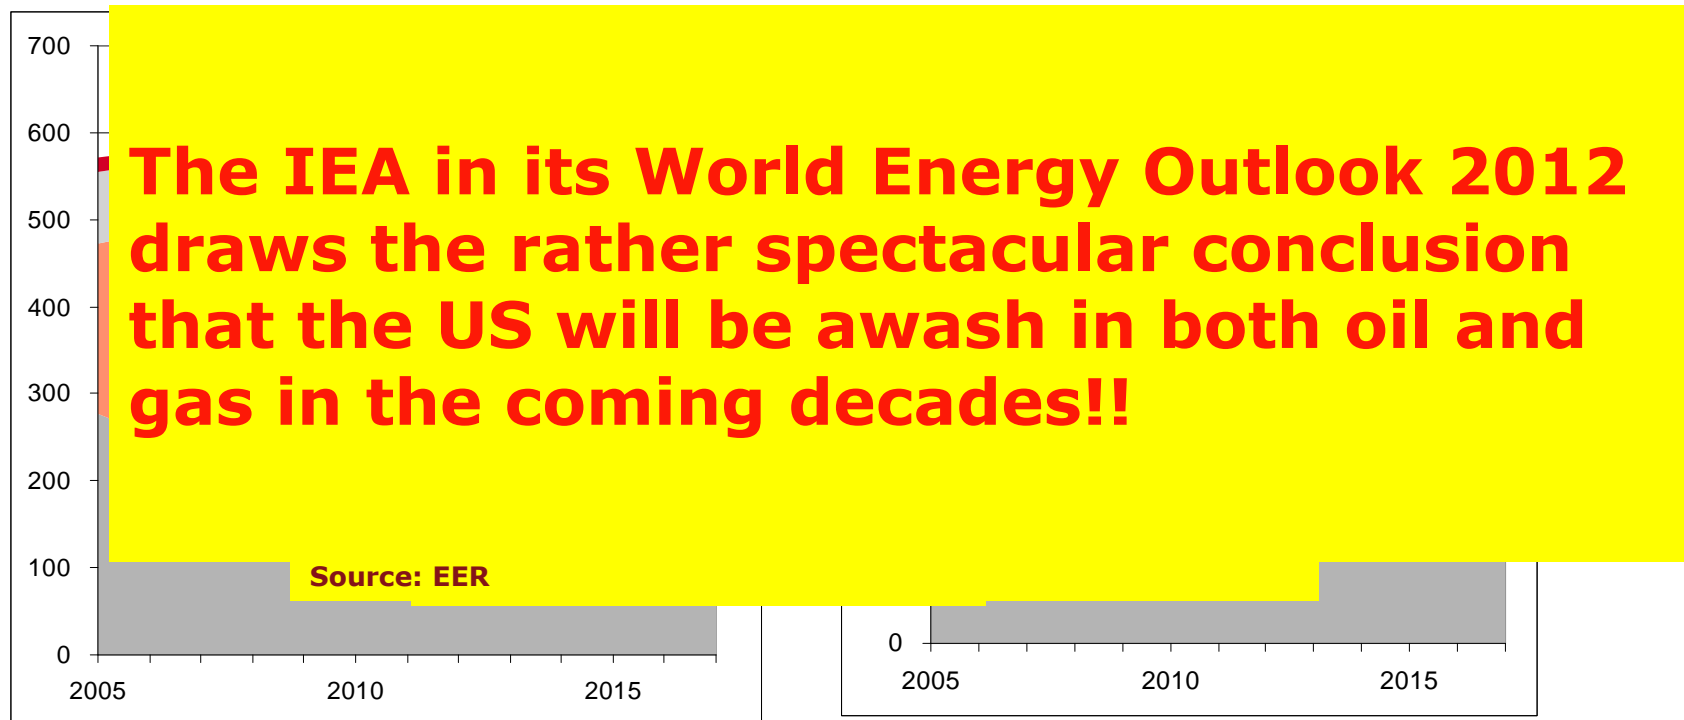 The IEA in its World Energy Outlook 2012
draws the rather spectacular conclusion
that the US will be awash in both oil and
gas in the coming decades!!
Source: EER
700
600
500
400
300
200
100
0
2005 2010 2015
0
2005 2010 2015